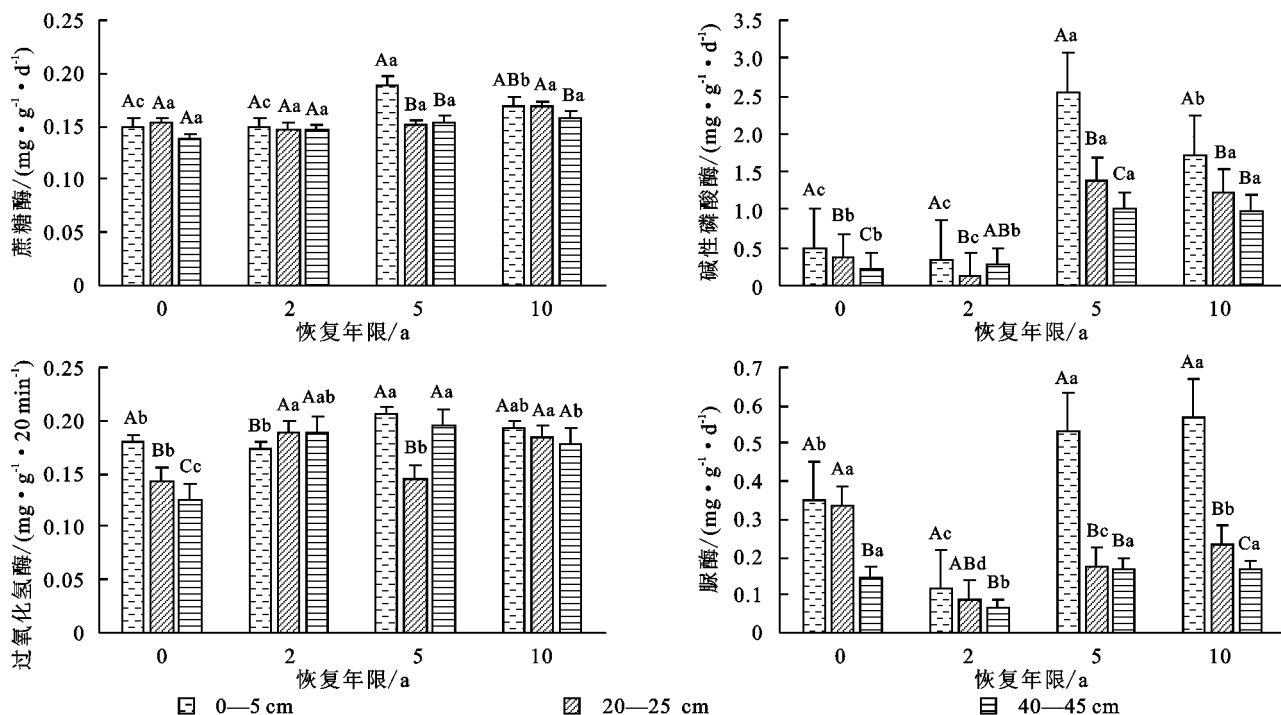 蔗糖酶/(mg·g⁻¹·d⁻¹)
0.25
0.20
0.15
0.10
0.05
0
Ac Aa Aa
Ac Aa Aa
Aa Ba Ba
ABb Aa Ba
0 2 5 10
恢复年限/a
碱性磷酸酶/(mg·g⁻¹·d⁻¹)
3.5
3.0
2.5
2.0
1.5
1.0
0.5
0
Ac Bb Cb
Ac Bc ABb
Aa Ba Ca
Ab Ba Ba
0 2 5 10
恢复年限/a
过氧化氢酶/(mg·g⁻¹·20 min⁻¹)
0.25
0.20
0.15
0.10
0.05
0
Ab Bb Cc
Bb Aa Aab
Aa Bb Aa
Aab Aa Ab
0 2 5 10
恢复年限/a
脲酶/(mg·g⁻¹·d⁻¹)
0.7
0.6
0.5
0.4
0.3
0.2
0.1
0
Ab Aa Ba
Ac ABd Bb
Aa Bc Ba
Aa Bb Ca
0 2 5 10
恢复年限/a
0—5 cm 20—25 cm 40—45 cm